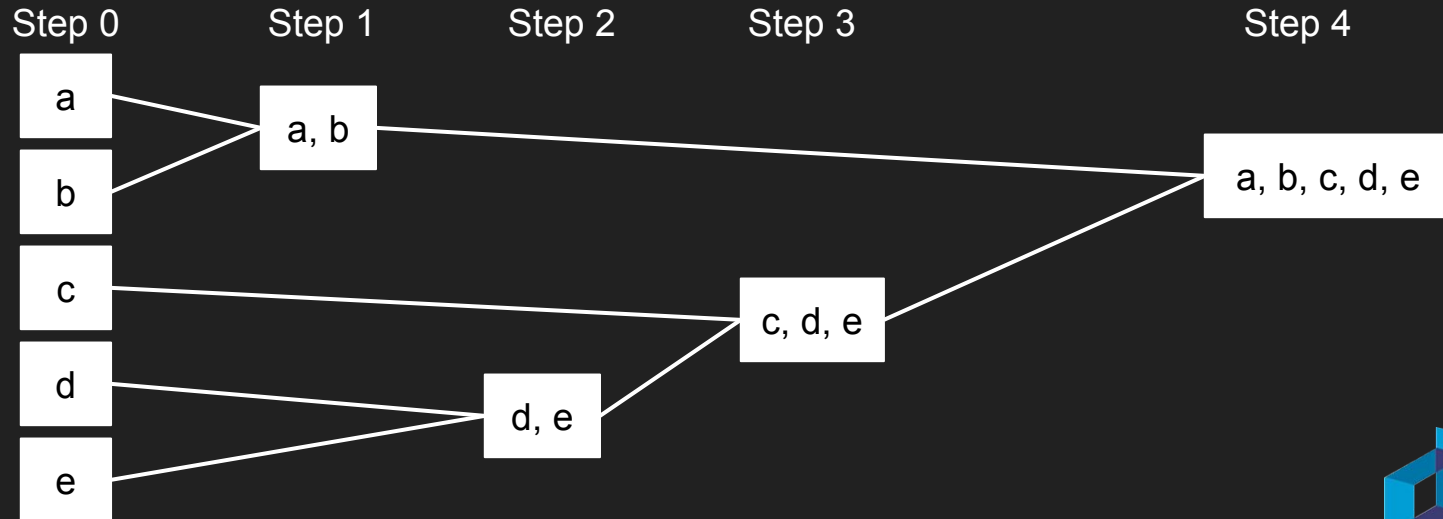 Step 0 Step 1 Step 2 Step 3 Step 4
a
b
c
d
e
a, b
d, e
c, d, e
a, b, c, d, e